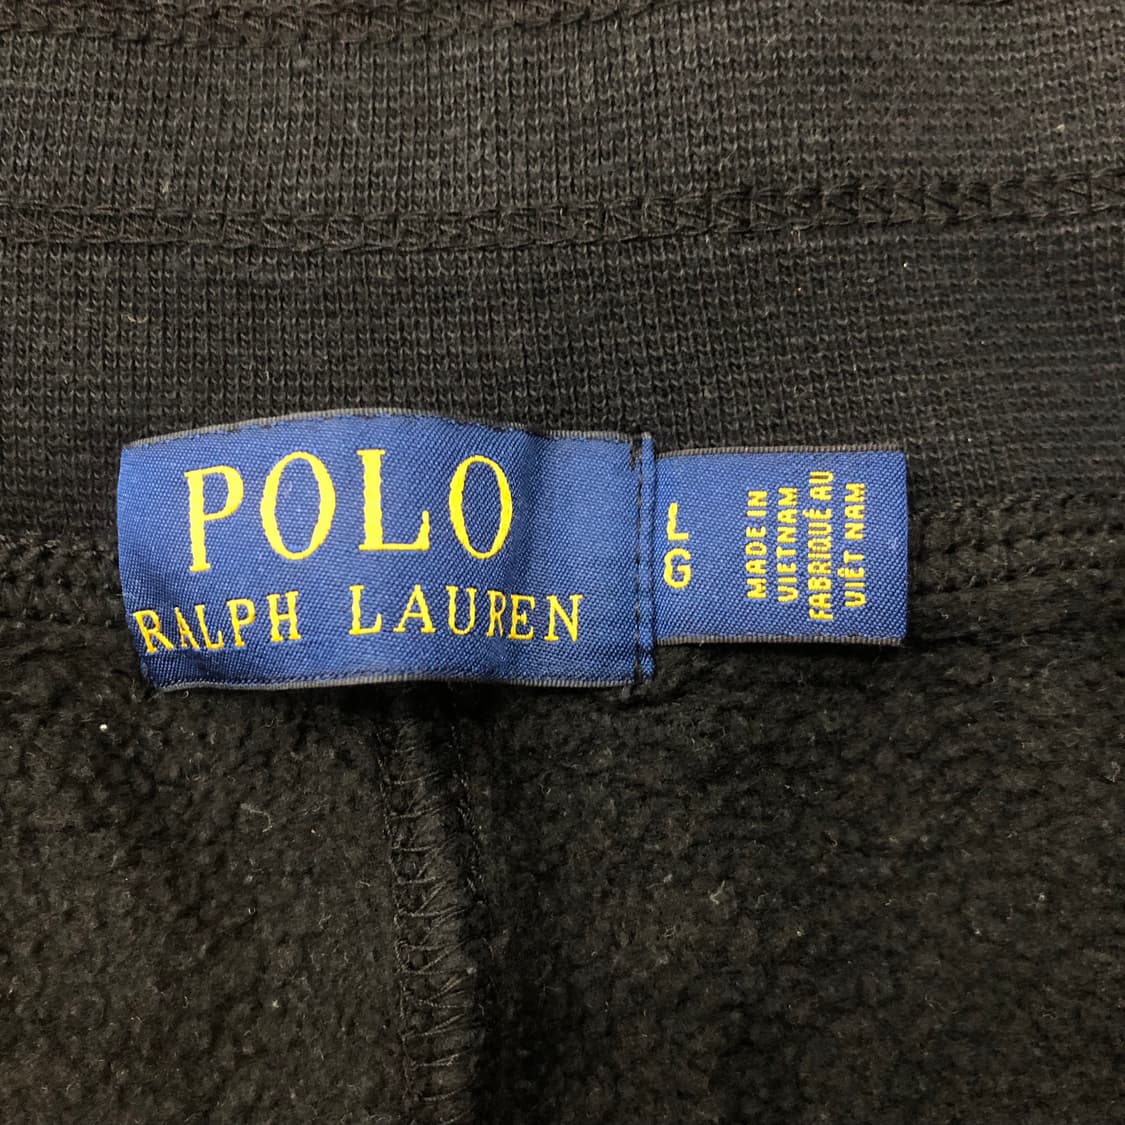 POLO
RALPH LAUREN
L
G
MADE IN
VIETNAM
FABRIQUÉ AU
VIÊT NAM